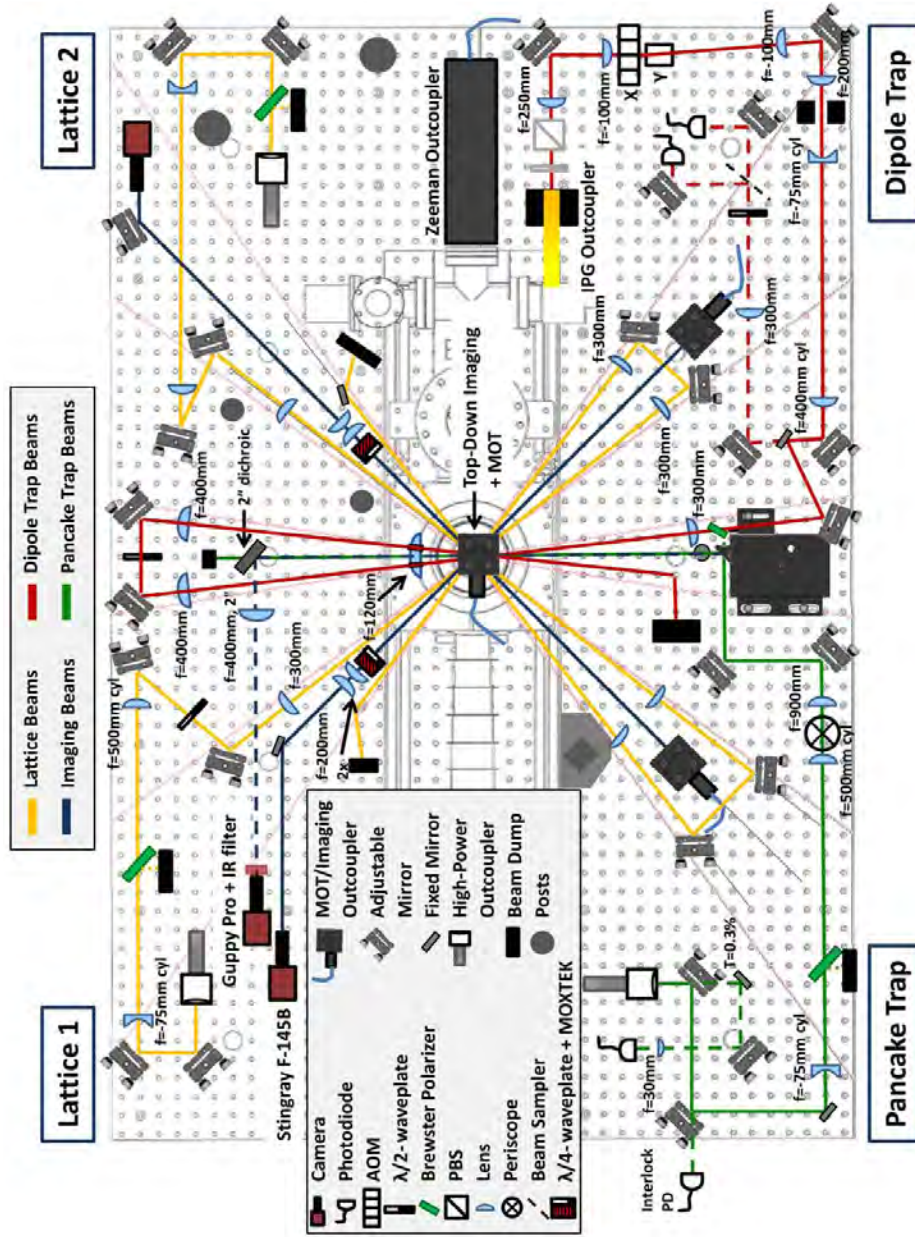 Lattice Beams
Dipole Trap Beams
Imaging Beams
Pancake Trap Beams
Lattice 1
Lattice 2
f=500mm cyl
f=-75mm cyl
f=400mm
f=400mm
2" dichroic
f=400mm, 2"
Guppy Pro + IR filter
f=300mm
Stingray F-145B
f=200mm
2x
f=120mm
Top-Down Imaging
+ MOT
Zeeman Outcoupler
Camera
Photodiode
AOM
λ/2- waveplate
Brewster Polarizer
PBS
Lens
Periscope
Beam Sampler
λ/4- waveplate + MOXTEK
MOT/Imaging
Outcoupler
Adjustable
Mirror
Fixed Mirror
High-Power
Outcoupler
Beam Dump
Posts
IPG Outcoupler
f=250mm
f=-100mm
X
Y
f=-100mm
f=200mm
f=-75mm cyl
f=300mm
f=300mm
f=300mm
f=300mm
f=400mm cyl
f=900mm
f=500mm cyl
T=0.3%
f=30mm
f=-75mm cyl
Interlock
PD
Pancake Trap
Dipole Trap